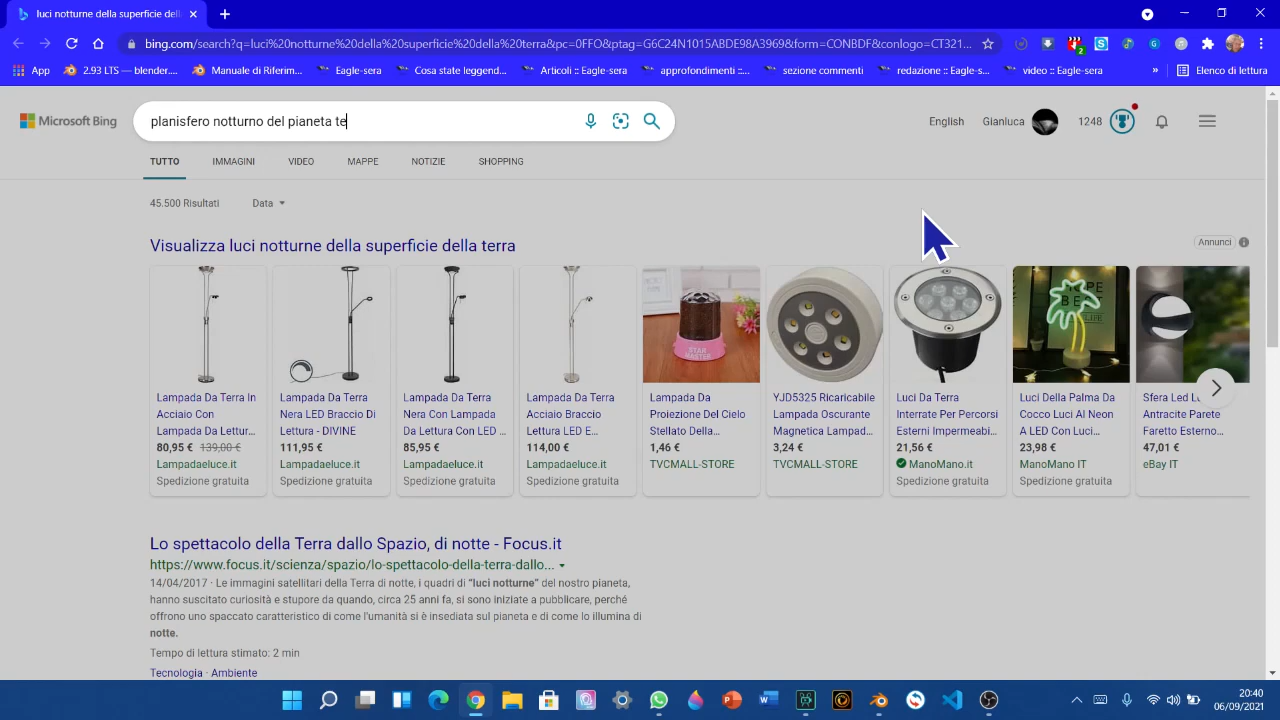 luci notturne della superficie del
bing.com/search?q=luci%20notturne%20della%20superficie%20della%20terra&pc=0FFO&ptag=G6C24N1015ABDE98A3969&form=CONBDF&conlogo=CT321...
2
App
2.93 LTS — blender....
Manuale di Riferim...
Eagle-sera
Cosa state leggend...
Articoli :: Eagle-sera
approfondimenti ::...
sezione commenti
redazione :: Eagle-s...
video :: Eagle-sera
»
Elenco di lettura
Microsoft Bing
planisfero notturno del pianeta te
English
Gianluca
1248
TUTTO
IMMAGINI
VIDEO
MAPPE
NOTIZIE
SHOPPING
45.500 Risultati
Data
Visualizza luci notturne della superficie della terra
Annunci
STAR
MASTER
Lampada Da Terra In
Acciaio Con
Lampada Da Lettur...
80,95 € 139,00 €
Lampadaeluce.it
Spedizione gratuita
Lampada Da Terra
Nera LED Braccio Di
Lettura - DIVINE
111,95 €
Lampadaeluce.it
Spedizione gratuita
Lampada Da Terra
Nera Con Lampada
Da Lettura Con LED ...
85,95 €
Lampadaeluce.it
Spedizione gratuita
Lampada Da Terra
Acciaio Braccio
Lettura LED E...
114,00 €
Lampadaeluce.it
Spedizione gratuita
Lampada Da
Proiezione Del Cielo
Stellato Della...
1,46 €
TVCMALL-STORE
YJD5325 Ricaricabile
Lampada Oscurante
Magnetica Lampad...
3,24 €
TVCMALL-STORE
Luci Da Terra
Interrate Per Percorsi
Esterni Impermeabi...
21,56 €
ManoMano.it
Spedizione gratuita
Luci Della Palma Da
Cocco Luci Al Neon
A LED Con Luci...
23,98 €
ManoMano IT
Spedizione gratuita
Sfera Led
Antracite Parete
Faretto Esterno...
47,01 €
eBay IT
Lo spettacolo della Terra dallo Spazio, di notte - Focus.it
https://www.focus.it/scienza/spazio/lo-spettacolo-della-terra-dallo...
14/04/2017 · Le immagini satellitari della Terra di notte, i quadri di “luci notturne” del nostro pianeta,
hanno suscitato curiosità e stupore da quando, circa 25 anni fa, si sono iniziate a pubblicare, perché
offrono uno spaccato caratteristico di come l'umanità si è insediata sul pianeta e di come lo illumina di
notte.
Tempo di lettura stimato: 2 min
Tecnologia · Ambiente
20:40
06/09/2021